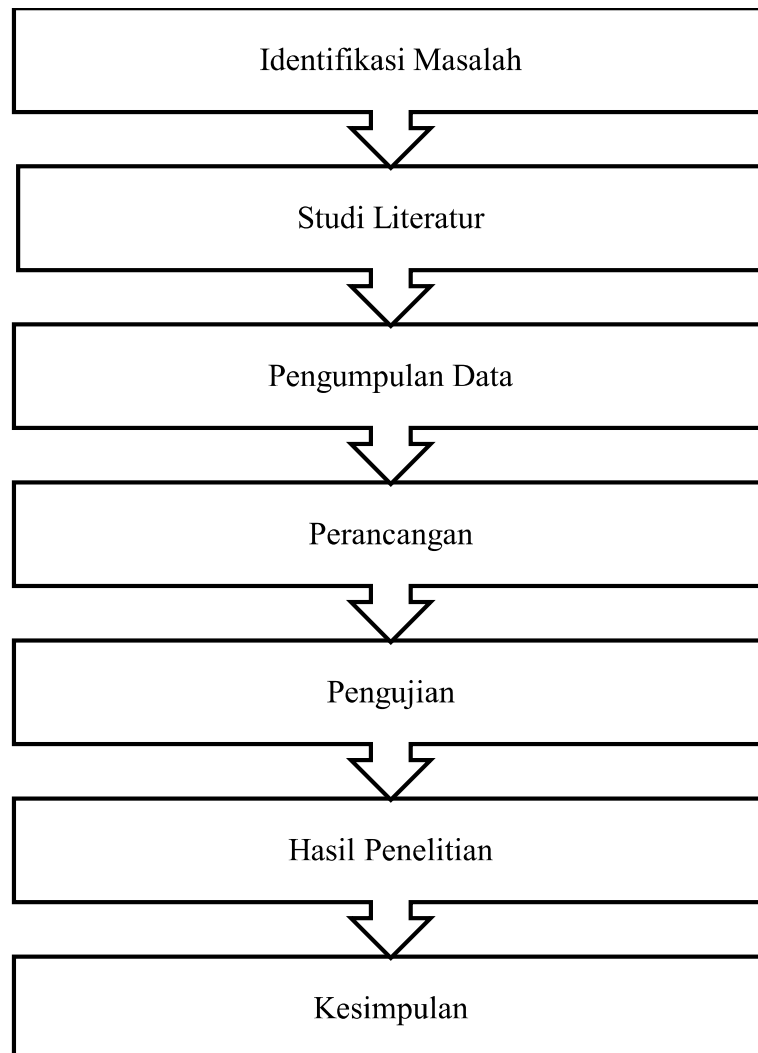 Identifikasi Masalah
Studi Literatur
Pengumpulan Data
Perancangan
Pengujian
Hasil Penelitian
Kesimpulan